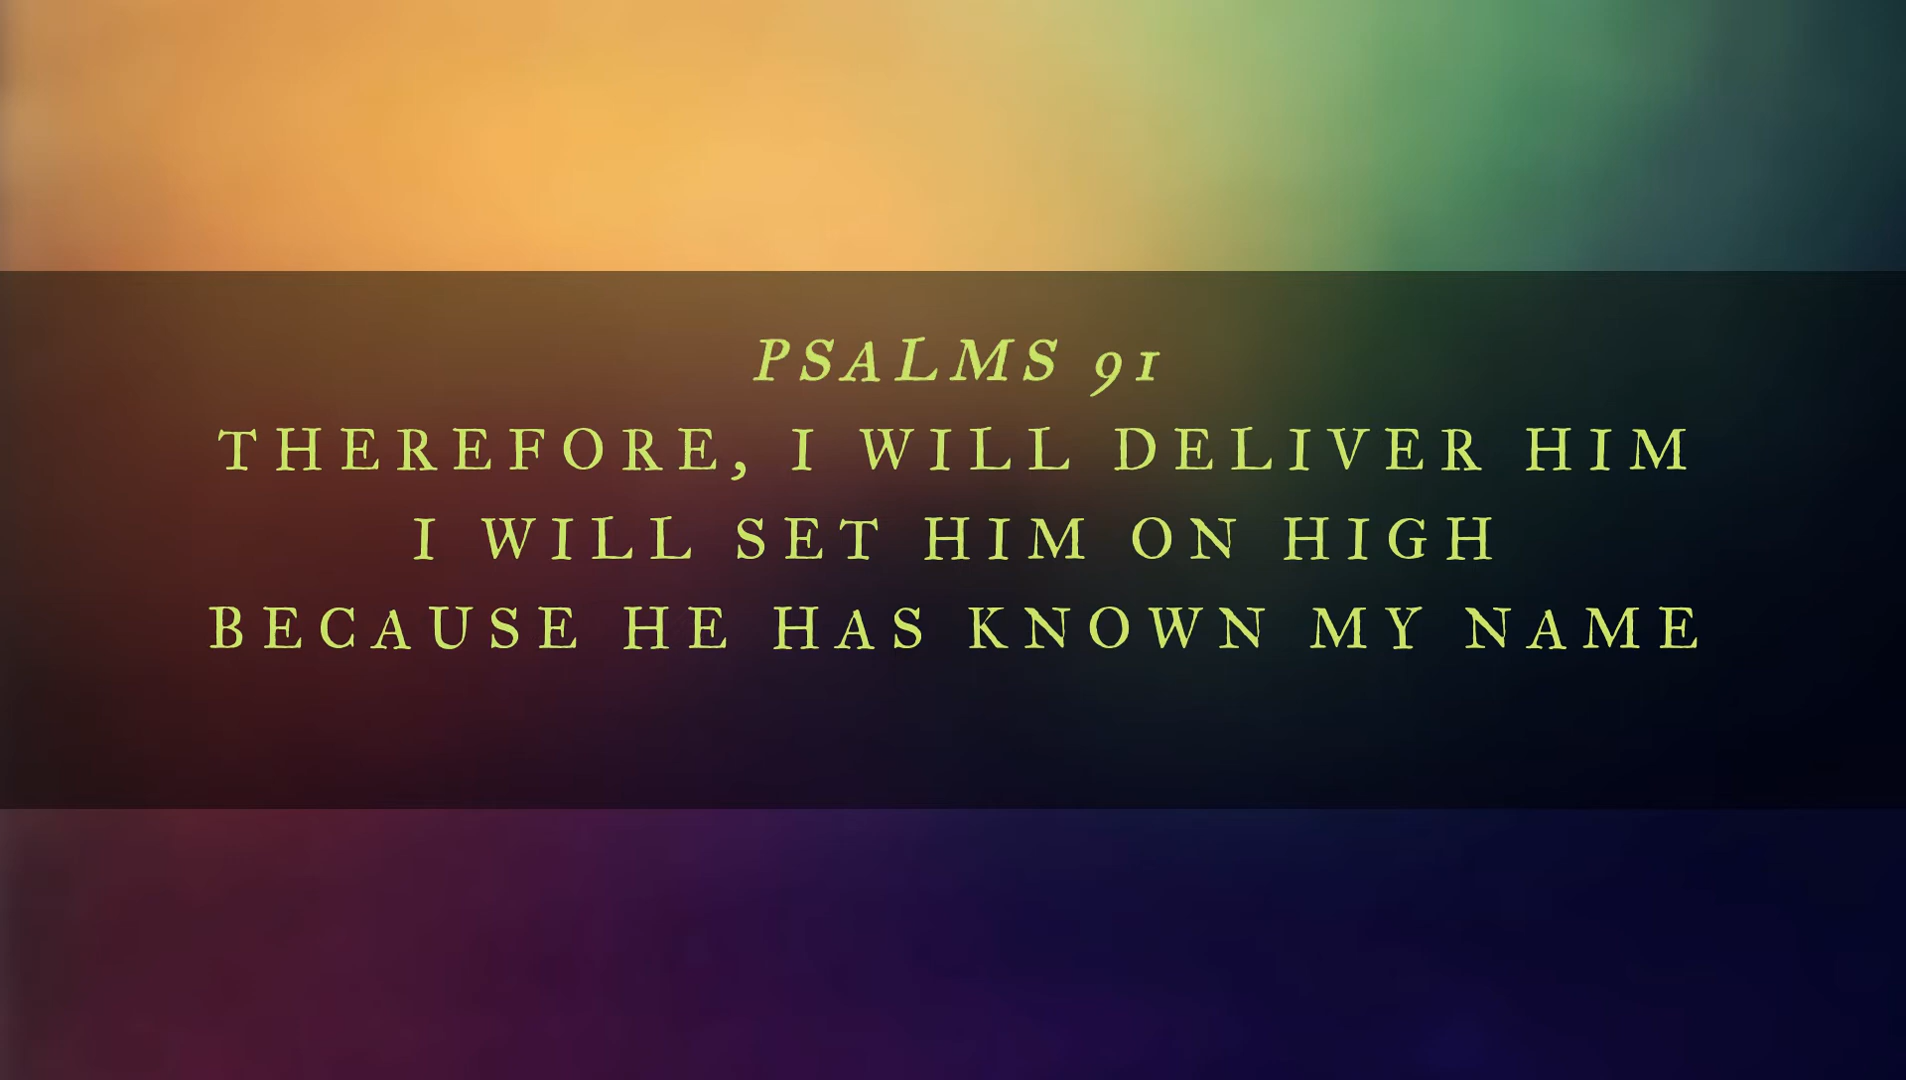 PSALMS 91
THEREFORE, I WILL DELIVER HIM
I WILL SET HIM ON HIGH
BECAUSE HE HAS KNOWN MY NAME